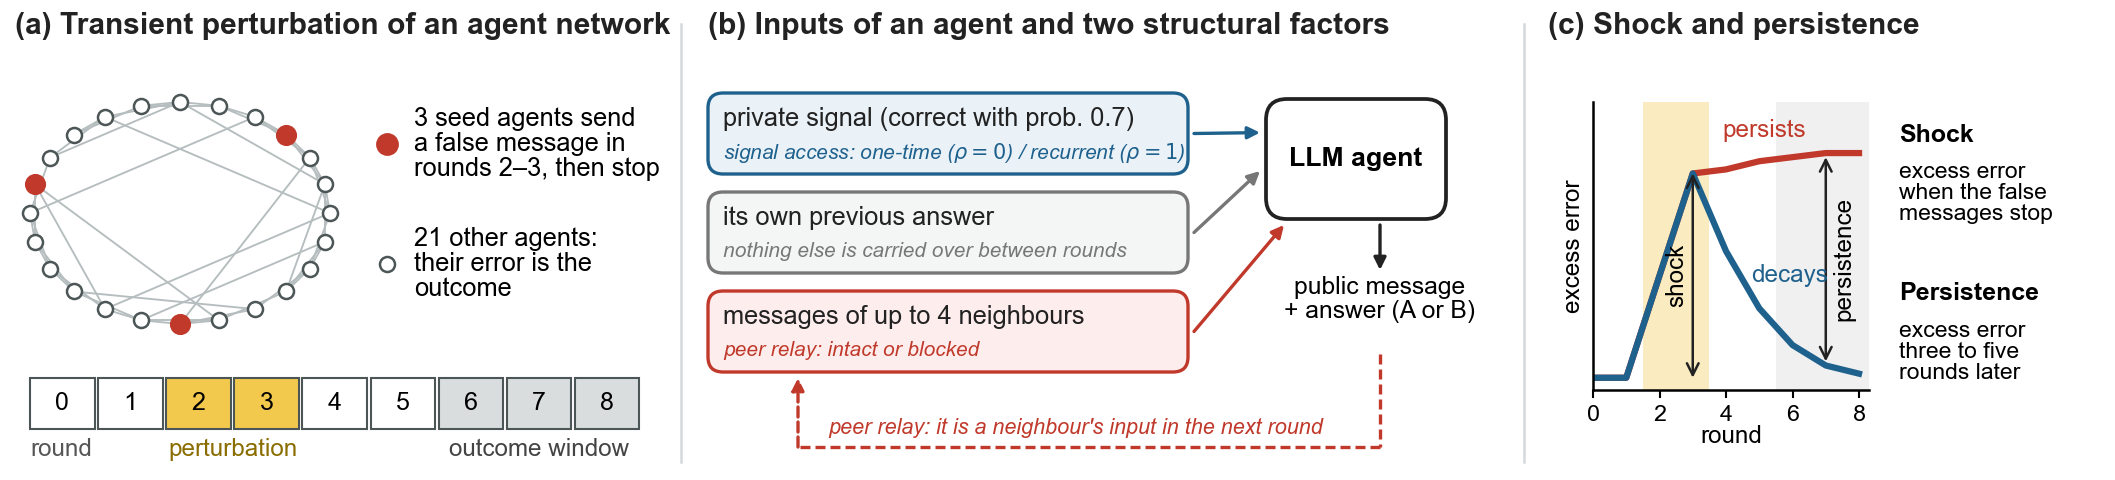 (a) Transient perturbation of an agent network
3 seed agents send
a false message in
rounds 2–3, then stop
21 other agents:
their error is the
outcome
0 1 2 3 4 5 6 7 8
round perturbation outcome window
(b) Inputs of an agent and two structural factors
private signal (correct with prob. 0.7)
signal access: one-time (ρ = 0) / recurrent (ρ = 1)
its own previous answer
nothing else is carried over between rounds
messages of up to 4 neighbours
peer relay: intact or blocked
LLM agent
public message
+ answer (A or B)
peer relay: it is a neighbour's input in the next round
(c) Shock and persistence
excess error
persists
shock
decays
persistence
0 2 4 6 8
round
Shock
excess error
when the false
messages stop
Persistence
excess error
three to five
rounds later